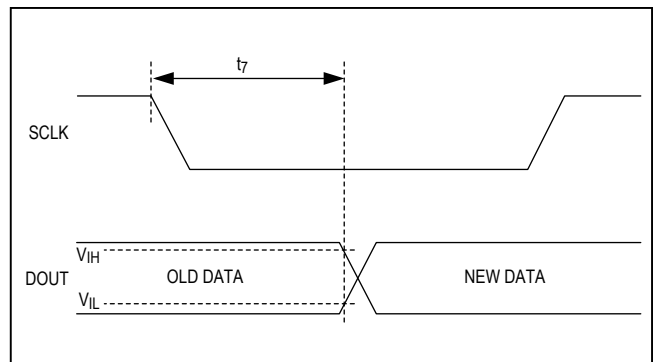 t7
SCLK
VIH
DOUT OLD DATA NEW DATA
VIL